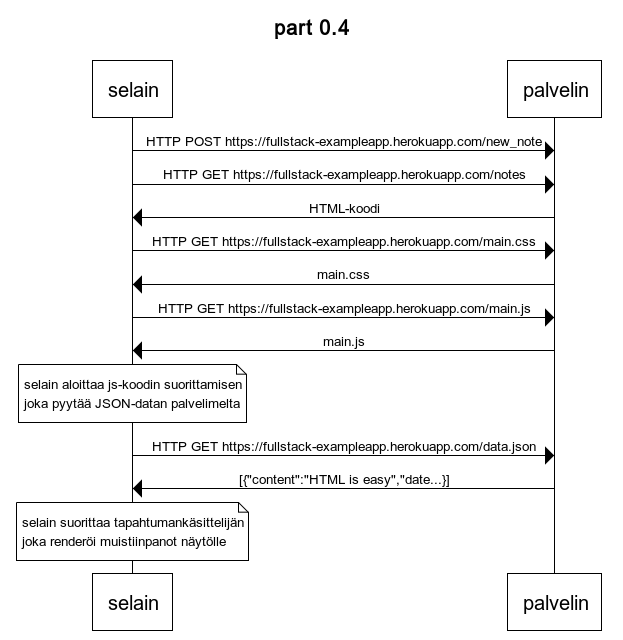 part 0.4
selain
palvelin
HTTP POST https://fullstack-exampleapp.herokuapp.com/new_note
HTTP GET https://fullstack-exampleapp.herokuapp.com/notes
HTML-koodi
HTTP GET https://fullstack-exampleapp.herokuapp.com/main.css
main.css
HTTP GET https://fullstack-exampleapp.herokuapp.com/main.js
main.js
selain aloittaa js-koodin suorittamisen
joka pyytää JSON-datan palvelimelta
HTTP GET https://fullstack-exampleapp.herokuapp.com/data.json
[{"content":"HTML is easy","date...}]
selain suorittaa tapahtumankäsittelijän
joka renderöi muistiinpanot näytölle
selain
palvelin